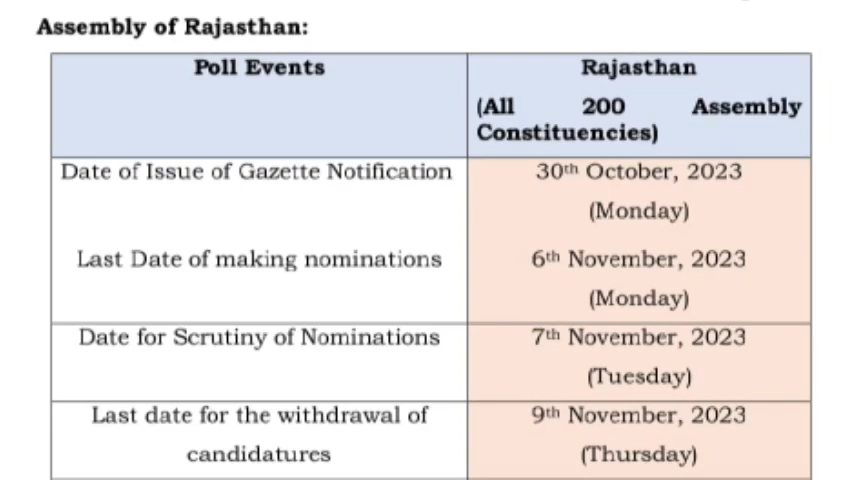 Assembly of Rajasthan:
Poll Events
Rajasthan
(All 200 Assembly
Constituencies)
Date of Issue of Gazette Notification
30th October, 2023
(Monday)
Last Date of making nominations
6th November, 2023
(Monday)
Date for Scrutiny of Nominations
7th November, 2023
(Tuesday)
Last date for the withdrawal of
candidatures
9th November, 2023
(Thursday)